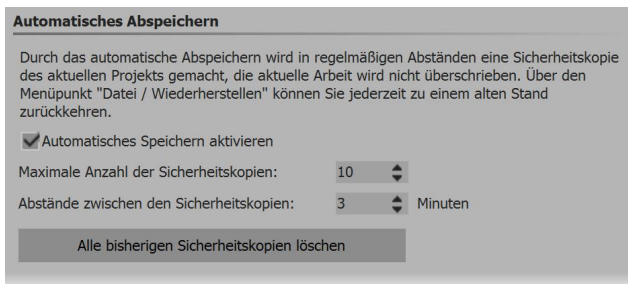 Automatisches Abspeichern
Durch das automatische Abspeichern wird in regelmäßigen Abständen eine Sicherheitskopie
des aktuellen Projekts gemacht, die aktuelle Arbeit wird nicht überschrieben. Über den
Menüpunkt "Datei / Wiederherstellen" können Sie jederzeit zu einem alten Stand
zurückkehren.
Automatisches Speichern aktivieren
Maximale Anzahl der Sicherheitskopien: 10
Abstände zwischen den Sicherheitskopien: 3 Minuten
Alle bisherigen Sicherheitskopien löschen